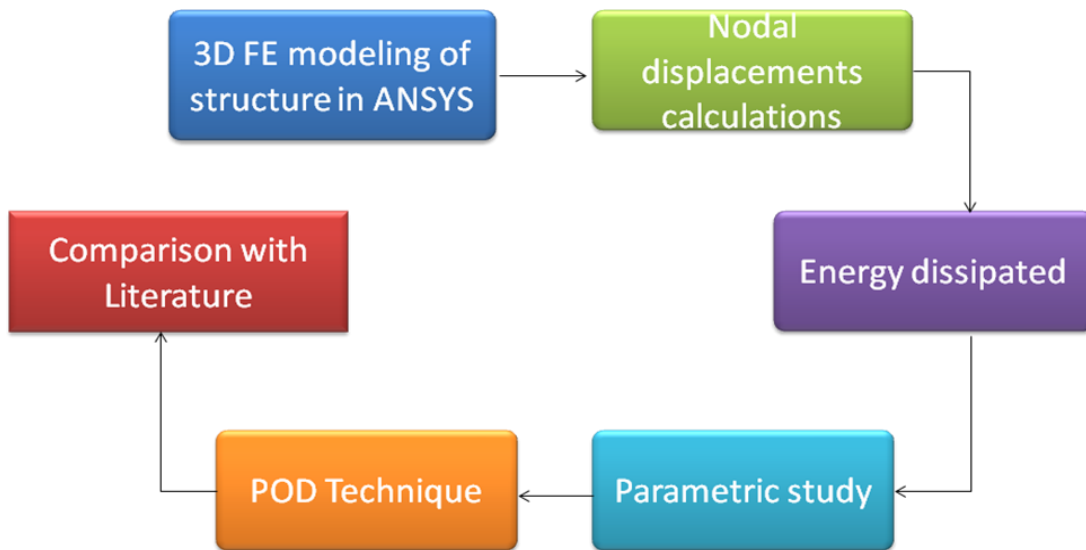 3D FE modeling of
structure in ANSYS
Nodal
displacements
calculations
Energy dissipated
Parametric study
POD Technique
Comparison with
Literature